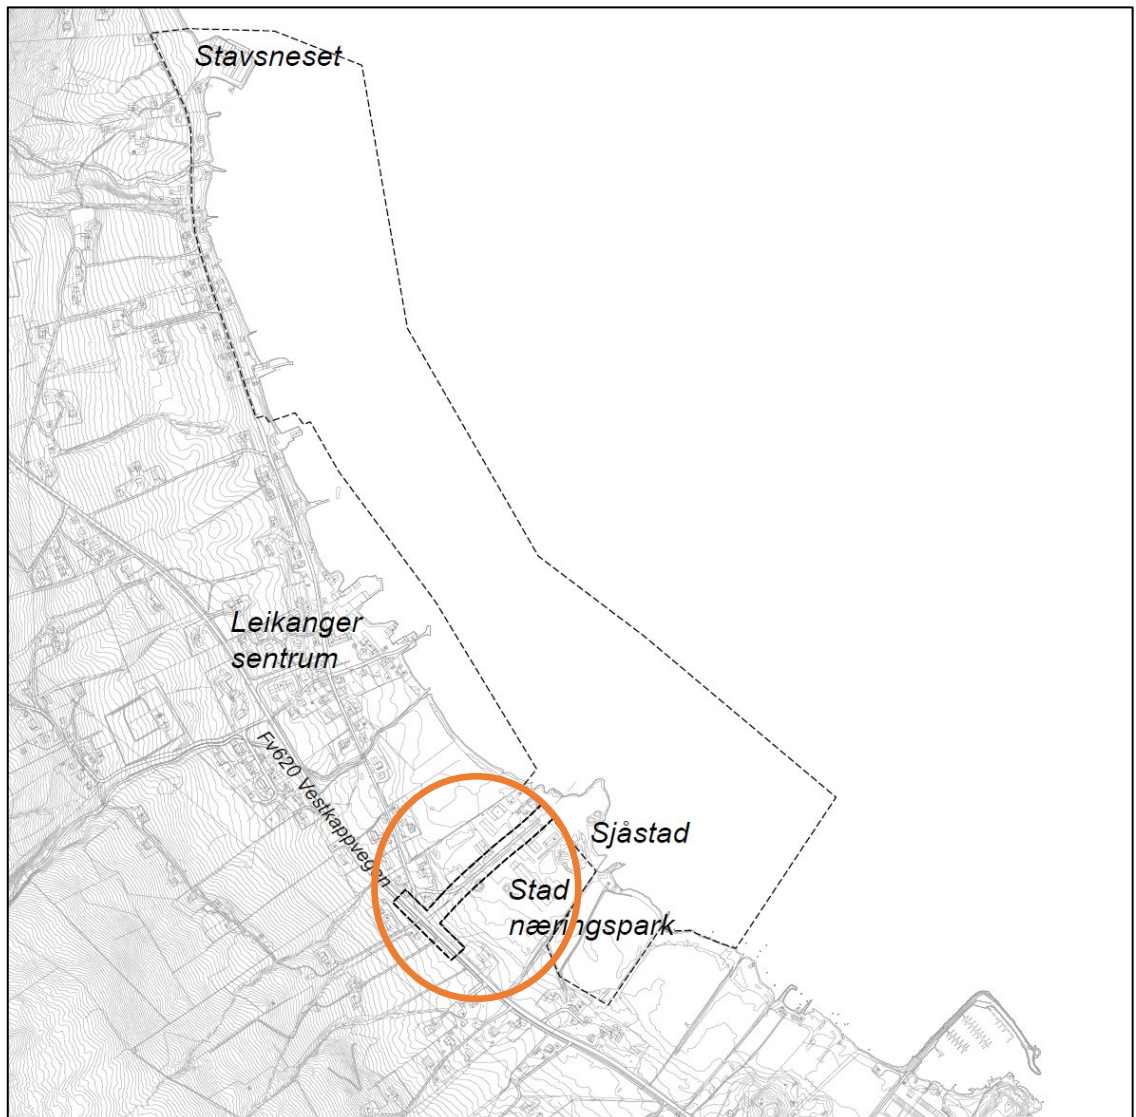 Stavsneset
Leikanger
sentrum
Fv620 Vestkappvegen
Sjåstad
Stad
næringspark